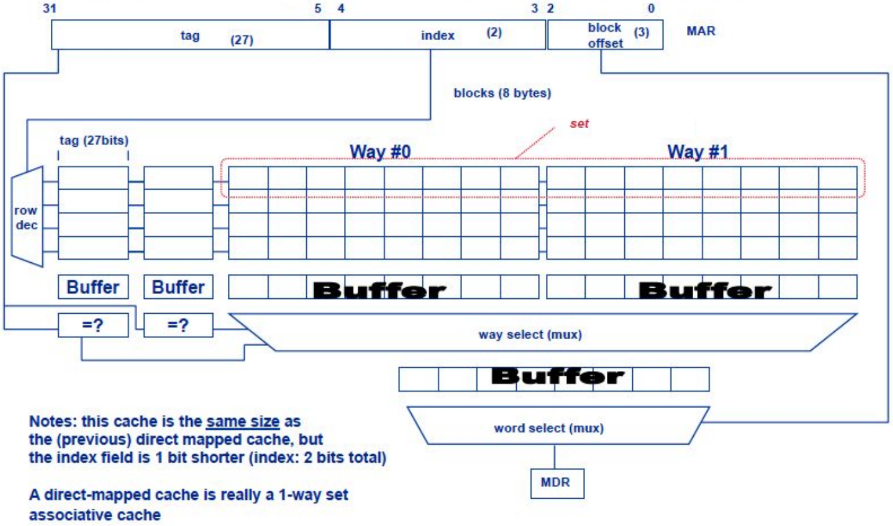 31 5 4 3 2 0
tag (27) index (2) block (3) MAR
offset
blocks (8 bytes)
set
tag (27bits)
Way #0 Way #1
row
dec
Buffer Buffer Buffer Buffer
=? =? way select (mux)
Buffer
Notes: this cache is the same size as
the (previous) direct mapped cache, but
the index field is 1 bit shorter (index: 2 bits total)
word select (mux)
MDR
A direct-mapped cache is really a 1-way set
associative cache